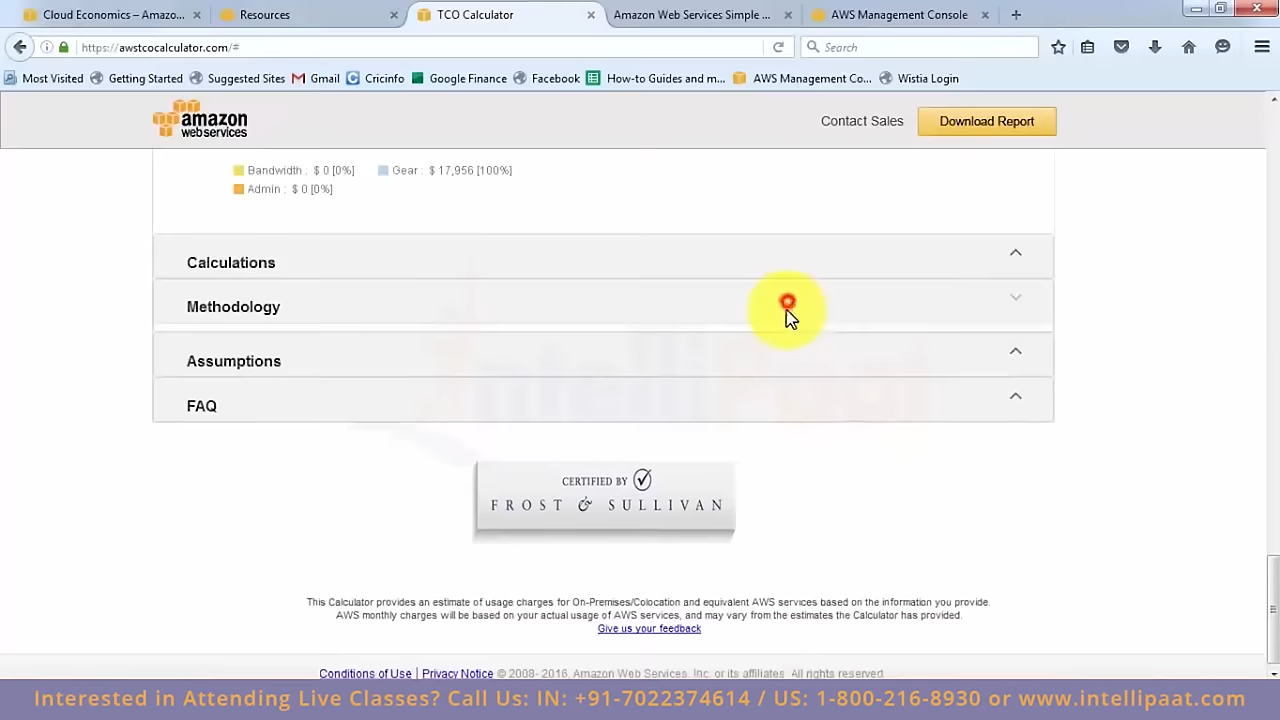 Cloud Economics – Amazo...
Resources
TCO Calculator
Amazon Web Services Simple ...
AWS Management Console
https://awstcocalculator.com/#
Search
Most Visited
Getting Started
Suggested Sites
Gmail
Cricinfo
Google Finance
Facebook
How-to Guides and m...
AWS Management Co...
Wistia Login
amazon
web services
Contact Sales
Download Report
Bandwidth : $ 0 [0%]
Gear : $ 17,956 [100%]
Admin : $ 0 [0%]
Calculations
Methodology
Assumptions
FAQ
IntelliPaat
CERTIFIED BY
FROST & SULLIVAN
This Calculator provides an estimate of usage charges for On-Premises/Colocation and equivalent AWS services based on the information you provide.
AWS monthly charges will be based on your actual usage of AWS services, and may vary from the estimates the Calculator has provided.
Give us your feedback
Conditions of Use | Privacy Notice © 2008- 2016, Amazon Web Services, Inc. or its affiliates. All rights reserved.
Interested in Attending Live Classes? Call Us: IN: +91-7022374614 / US: 1-800-216-8930 or www.intellipaat.com